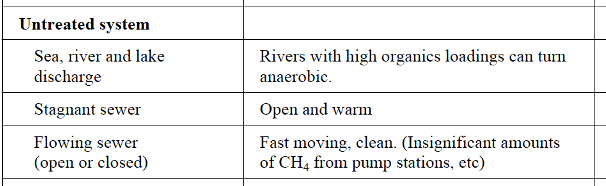 Untreated system
Sea, river and lake
discharge
Rivers with high organics loadings can turn
anaerobic.
Stagnant sewer
Open and warm
Flowing sewer
(open or closed)
Fast moving, clean. (Insignificant amounts
of CH₄ from pump stations, etc)